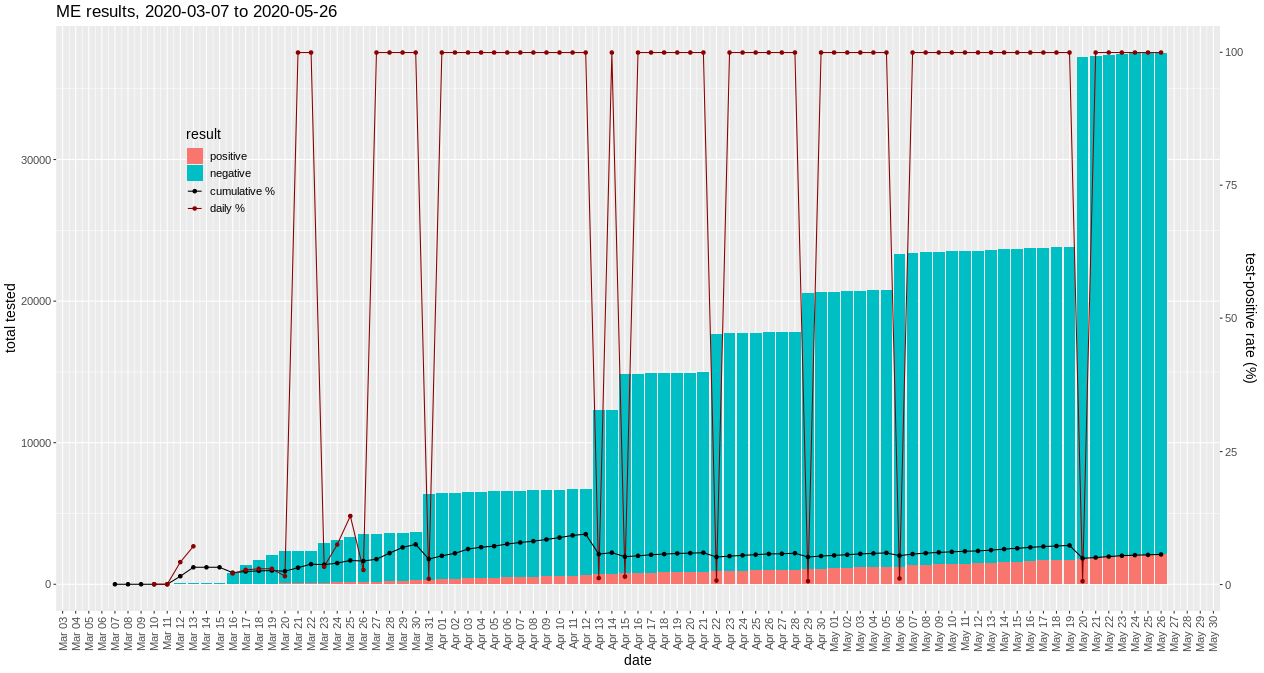 ME results, 2020-03-07 to 2020-05-26
result
positive
negative
cumulative %
daily %
total tested
30000
20000
10000
0
100
75
50
25
0
test-positive rate (%)
Mar 03
Mar 04
Mar 05
Mar 06
Mar 07
Mar 08
Mar 09
Mar 10
Mar 11
Mar 12
Mar 13
Mar 14
Mar 15
Mar 16
Mar 17
Mar 18
Mar 19
Mar 20
Mar 21
Mar 22
Mar 23
Mar 24
Mar 25
Mar 26
Mar 27
Mar 28
Mar 29
Mar 30
Mar 31
Apr 01
Apr 02
Apr 03
Apr 04
Apr 05
Apr 06
Apr 07
Apr 08
Apr 09
Apr 10
Apr 11
Apr 12
Apr 13
Apr 14
Apr 15
Apr 16
Apr 17
Apr 18
Apr 19
Apr 20
Apr 21
Apr 22
Apr 23
Apr 24
Apr 25
Apr 26
Apr 27
Apr 28
Apr 29
Apr 30
May 01
May 02
May 03
May 04
May 05
May 06
May 07
May 08
May 09
May 10
May 11
May 12
May 13
May 14
May 15
May 16
May 17
May 18
May 19
May 20
May 21
May 22
May 23
May 24
May 25
May 26
May 27
May 28
May 29
May 30
date